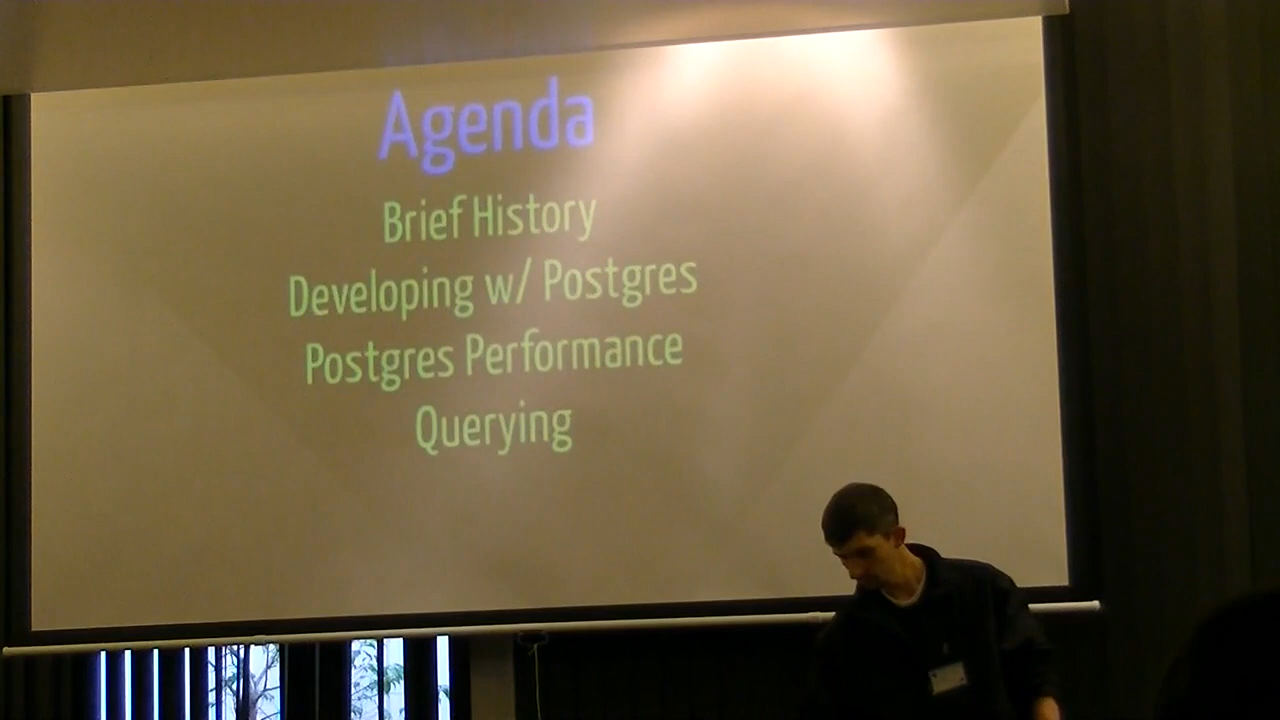 Agenda
Brief History
Developing w/ Postgres
Postgres Performance
Querying